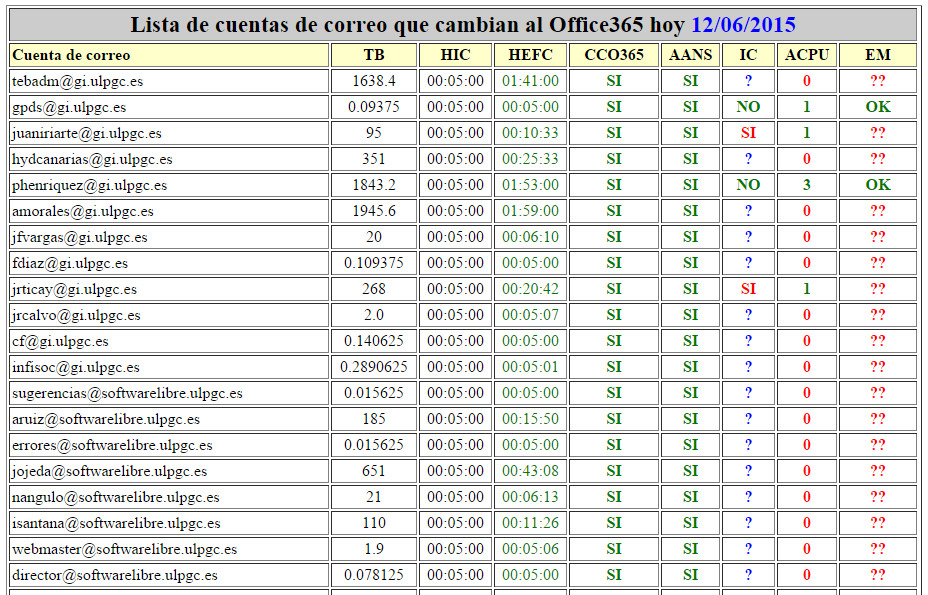 Lista de cuentas de correo que cambian al Office365 hoy 12/06/2015
Cuenta de correo TB HIC HEFC CCO365 AANS IC ACPU EM
tebadm@gi.ulpgc.es 1638.4 00:05:00 01:41:00 SI SI ? 0 ??
gpds@gi.ulpgc.es 0.09375 00:05:00 00:05:00 SI SI NO 1 OK
juaniriarte@gi.ulpgc.es 95 00:05:00 00:10:33 SI SI SI 1 ??
hydcanarias@gi.ulpgc.es 351 00:05:00 00:25:33 SI SI ? 0 ??
phenriquez@gi.ulpgc.es 1843.2 00:05:00 01:53:00 SI SI NO 3 OK
amorales@gi.ulpgc.es 1945.6 00:05:00 01:59:00 SI SI ? 0 ??
jfvargas@gi.ulpgc.es 20 00:05:00 00:06:10 SI SI ? 0 ??
fdiaz@gi.ulpgc.es 0.109375 00:05:00 00:05:00 SI SI ? 0 ??
jrticay@gi.ulpgc.es 268 00:05:00 00:20:42 SI SI SI 1 ??
jrcalvo@gi.ulpgc.es 2.0 00:05:00 00:05:07 SI SI ? 0 ??
cf@gi.ulpgc.es 0.140625 00:05:00 00:05:00 SI SI ? 0 ??
infisoc@gi.ulpgc.es 0.2890625 00:05:00 00:05:01 SI SI ? 0 ??
sugerencias@softwarelibre.ulpgc.es 0.015625 00:05:00 00:05:00 SI SI ? 0 ??
aruiz@softwarelibre.ulpgc.es 185 00:05:00 00:15:50 SI SI ? 0 ??
errores@softwarelibre.ulpgc.es 0.015625 00:05:00 00:05:00 SI SI ? 0 ??
jojeda@softwarelibre.ulpgc.es 651 00:05:00 00:43:08 SI SI ? 0 ??
nangulo@softwarelibre.ulpgc.es 21 00:05:00 00:06:13 SI SI ? 0 ??
isantana@softwarelibre.ulpgc.es 110 00:05:00 00:11:26 SI SI ? 0 ??
webmaster@softwarelibre.ulpgc.es 1.9 00:05:00 00:05:06 SI SI ? 0 ??
director@softwarelibre.ulpgc.es 0.078125 00:05:00 00:05:00 SI SI ? 0 ??